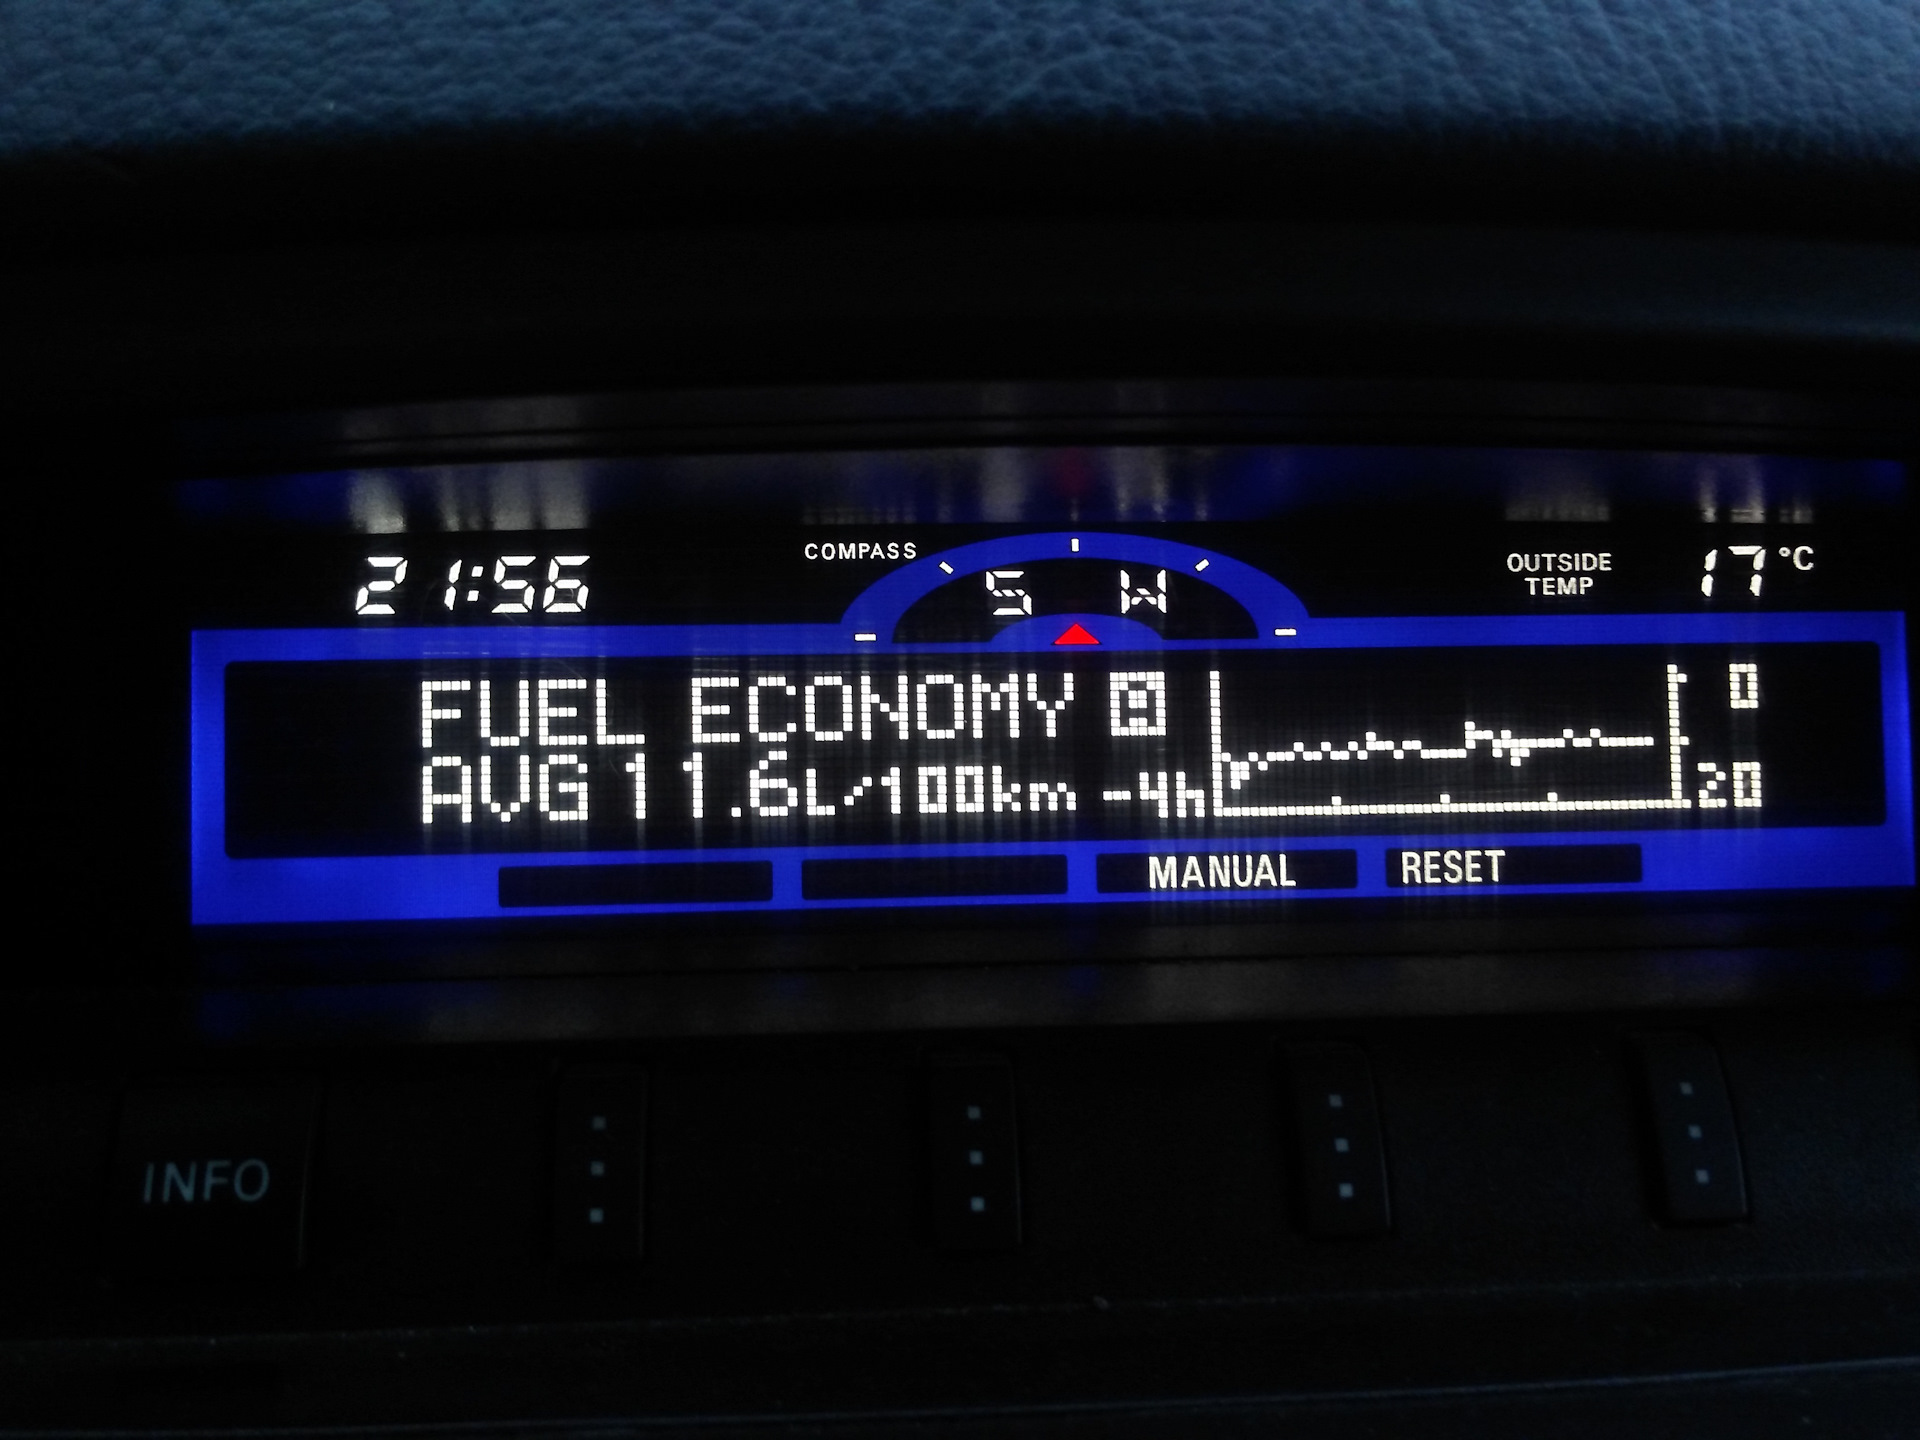 21:56
COMPASS
S W
OUTSIDE
TEMP
17 °C
FUEL ECONOMY
AVG 11.6L/100km
-4h
0
20
MANUAL
RESET
INFO